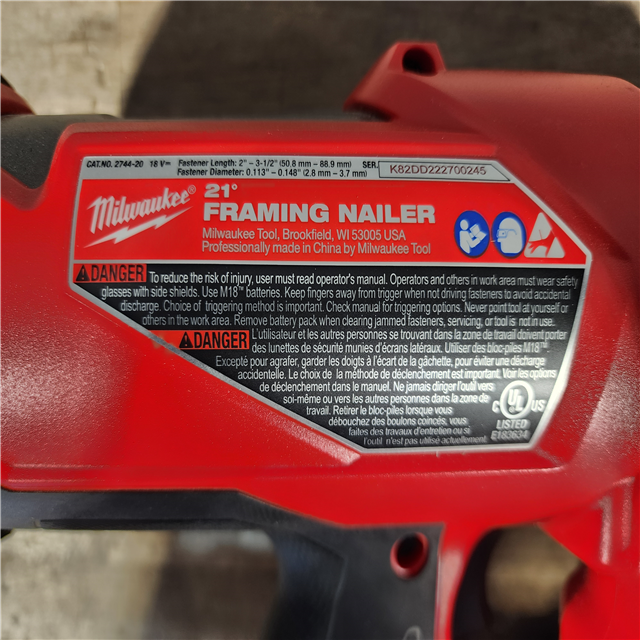 CAT.NO. 2744-20 18 V⎓ Fastener Length: 2" – 3-1/2" (50.8 mm – 88.9 mm) SER. K82DD222700245
Fastener Diameter: 0.113" – 0.148" (2.8 mm – 3.7 mm)
Milwaukee®
21°
FRAMING NAILER
Milwaukee Tool, Brookfield, WI 53005 USA
Professionally made in China by Milwaukee Tool
DANGER To reduce the risk of injury, user must read operator's manual. Operators and others in work area must wear safety
glasses with side shields. Use M18™ batteries. Keep fingers away from trigger when not driving fasteners to avoid accidental
discharge. Choice of triggering method is important. Check manual for triggering options. Never point tool at yourself or
others in the work area. Remove battery pack when clearing jammed fasteners, servicing, or tool is not in use.
DANGER L'utilisateur et les autres personnes se trouvant dans la zone de travail doivent porter
des lunettes de sécurité munies d'écrans latéraux. Utiliser des bloc-piles M18™.
Excepté pour agrafer, garder les doigts à l'écart de la gâchette, pour éviter une décharge
accidentelle. Le choix de la méthode de déclenchement est important. Voir les options
de déclenchement dans le manuel. Ne jamais diriger l'outil vers
soi-même ou vers d'autres personnes dans la zone de
travail. Retirer le bloc-piles lorsque vous
débouchez des boulons coincés, vous
faites des travaux d'entretien ou si
l'outil n'est pas utilisé actuellement.
C UL US
LISTED
E183634